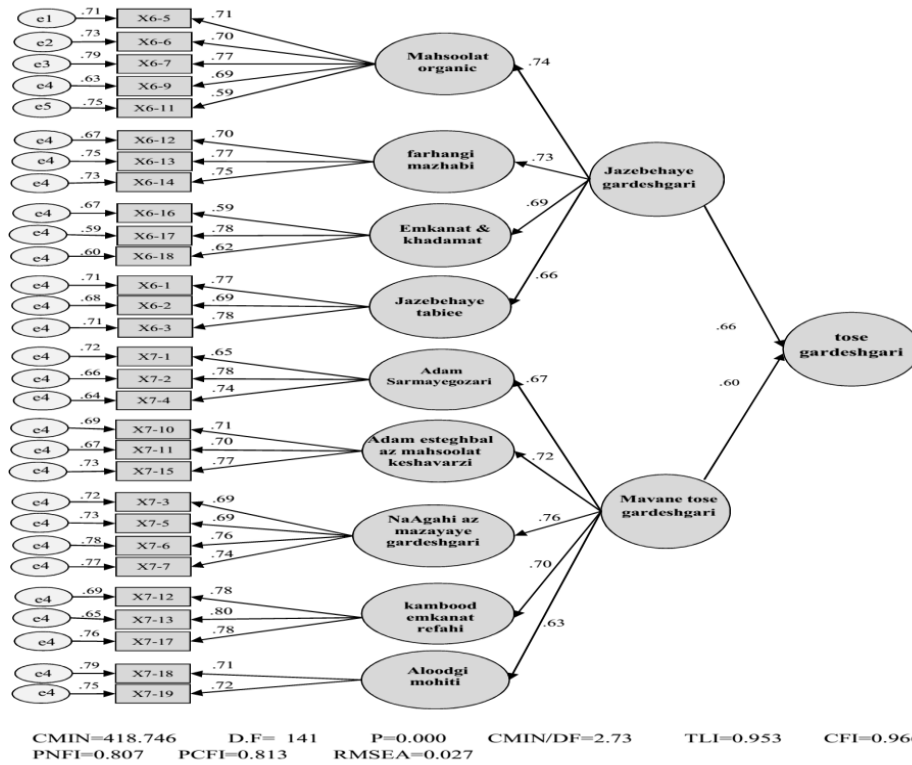 e1 .71 X6-5 .71
e2 .73 X6-6 .70
e3 .79 X6-7 .77
e4 .63 X6-9 .69
e5 .75 X6-11 .59
Mahsoolat
organic
.74
e4 .67 X6-12 .70
e4 .75 X6-13 .77
e4 .73 X6-14 .75
farhangi
mazhabi
.73
Jazebehaye
gardeshgari
e4 .67 X6-16 .59
e4 .59 X6-17 .78
e4 .60 X6-18 .62
Emkanat &
khadamat
.69
e4 .71 X6-1 .77
e4 .68 X6-2 .69
e4 .71 X6-3 .78
Jazebehaye
tabiee
.66
.66
tose
gardeshgari
.60
e4 .72 X7-1 .65
e4 .66 X7-2 .78
e4 .64 X7-4 .74
Adam
Sarmayegozari
.67
e4 .69 X7-10 .71
e4 .67 X7-11 .70
e4 .73 X7-15 .77
Adam esteghbal
az mahsoolat
keshavarzi
.72
Mavane tose
gardeshgari
e4 .72 X7-3 .69
e4 .73 X7-5 .69
e4 .78 X7-6 .76
e4 .77 X7-7 .74
NaAgahi az
mazayaye
gardeshgari
.76
e4 .69 X7-12 .78
e4 .65 X7-13 .80
e4 .76 X7-17 .78
kambood
emkanat
refahi
.70
e4 .79 X7-18 .71
e4 .75 X7-19 .72
Aloodgi
mohiti
.63
CMIN=418.746 D.F= 141 P=0.000 CMIN/DF=2.73 TLI=0.953 CFI=0.96
PNFI=0.807 PCFI=0.813 RMSEA=0.027